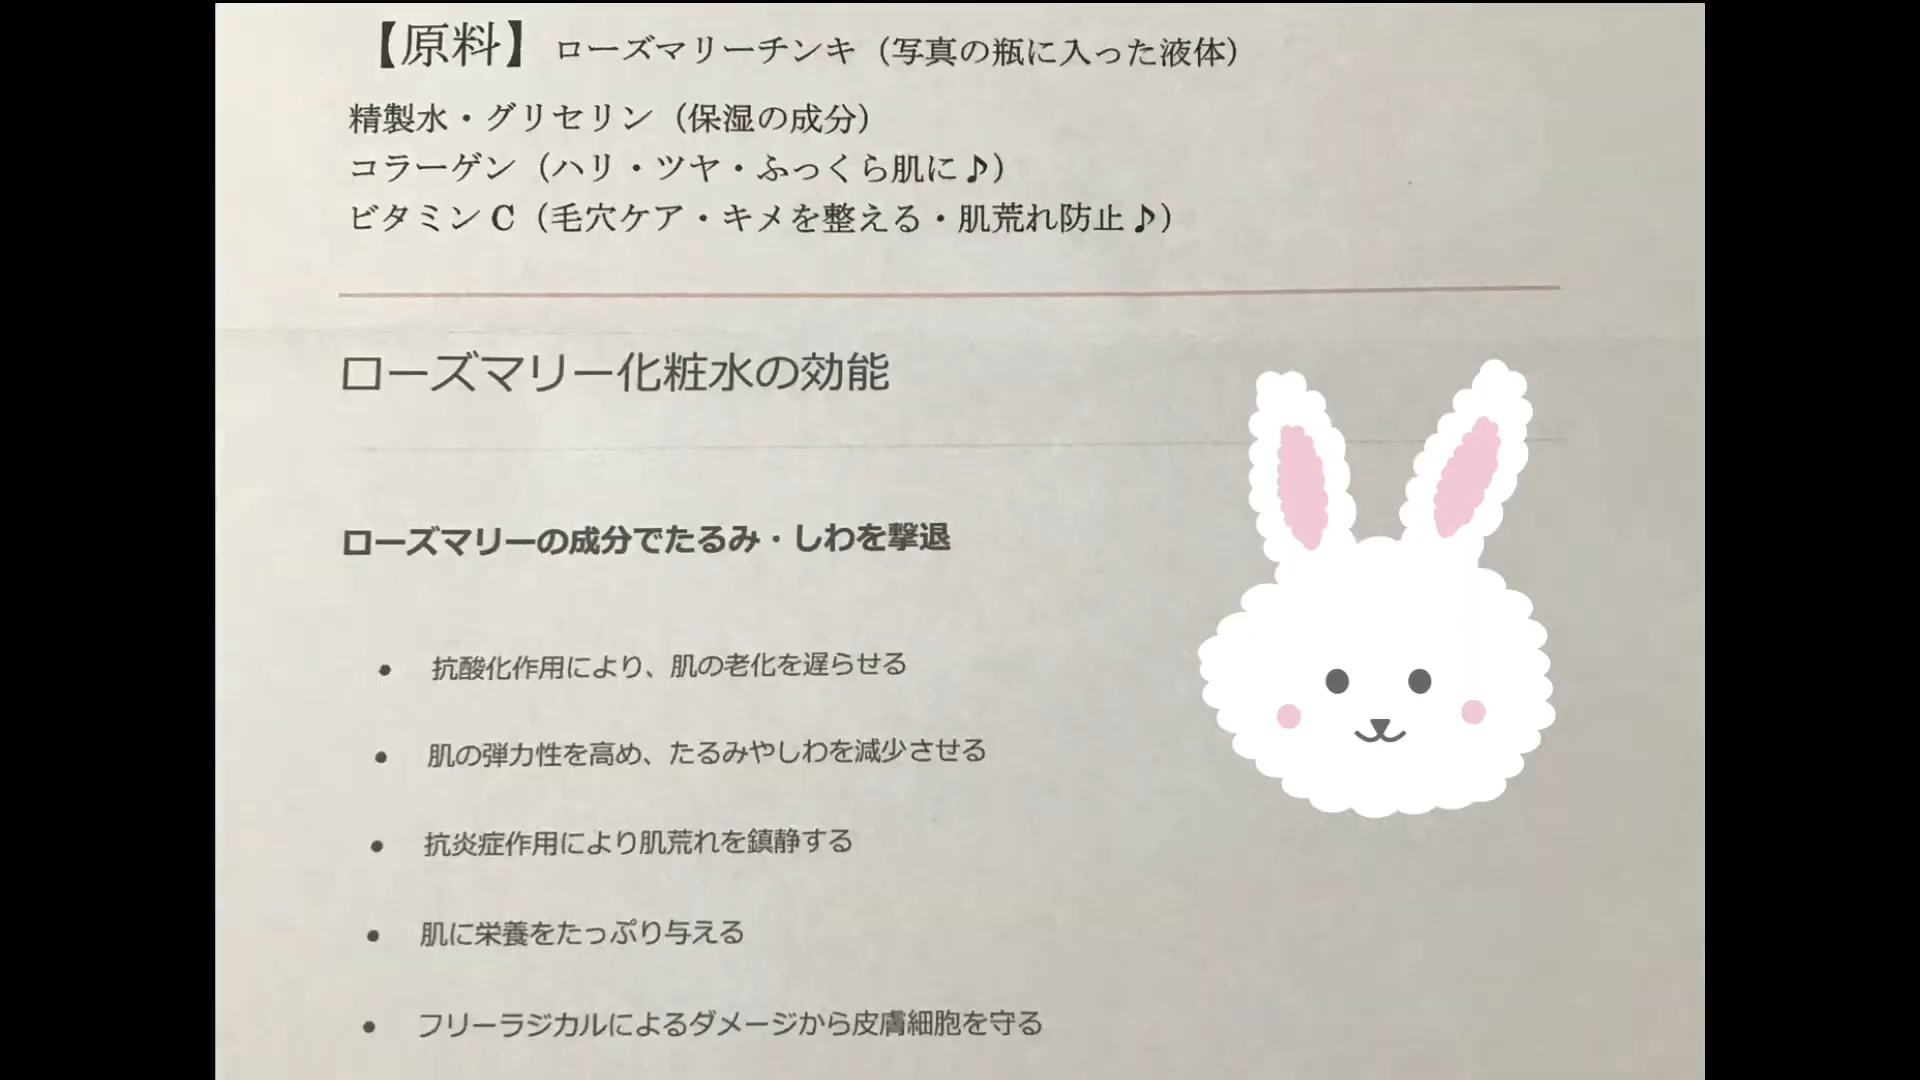 【原料】ローズマリーチンキ（写真の瓶に入った液体）
精製水・グリセリン（保湿の成分）
コラーゲン（ハリ・ツヤ・ふっくら肌に♪）
ビタミンC（毛穴ケア・キメを整える・肌荒れ防止♪）
ローズマリー化粧水の効能
ローズマリーの成分でたるみ・しわを撃退
● 抗酸化作用により、肌の老化を遅らせる
● 肌の弾力性を高め、たるみやしわを減少させる
● 抗炎症作用により肌荒れを鎮静する
● 肌に栄養をたっぷり与える
● フリーラジカルによるダメージから皮膚細胞を守る